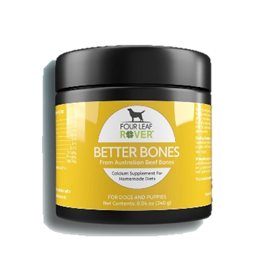 FOUR LEAF
ROVER
BETTER BONES
From Australian Beef Bones
Calcium Supplement For
Homemade Diets
FOR DOGS AND PUPPIES